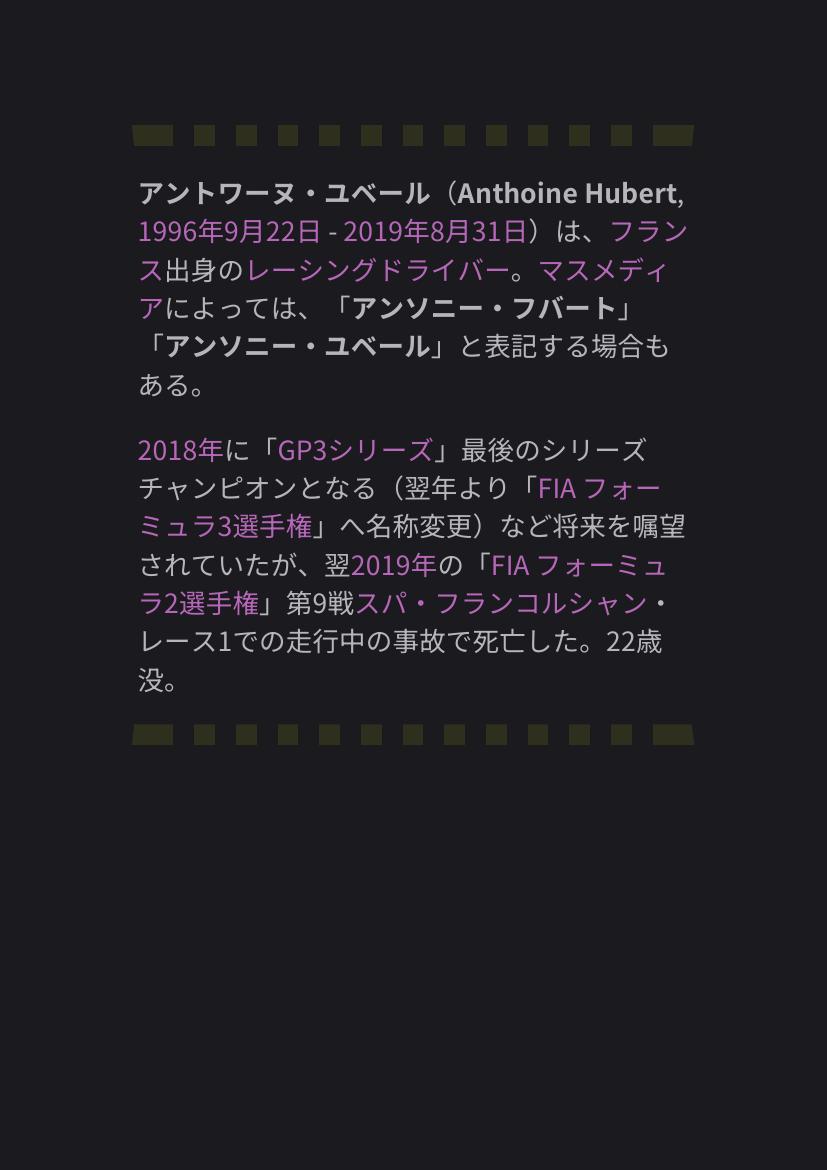 アントワーヌ・ユベール（Anthoine Hubert,
1996年9月22日 - 2019年8月31日）は、フラン
ス出身のレーシングドライバー。マスメディ
アによっては、「アンソニー・フバート」
「アンソニー・ユベール」と表記する場合も
ある。
2018年に「GP3シリーズ」最後のシリーズ
チャンピオンとなる（翌年より「FIA フォー
ミュラ3選手権」へ名称変更）など将来を嘱望
されていたが、翌2019年の「FIA フォーミュ
ラ2選手権」第9戦スパ・フランコルシャン・
レース1での走行中の事故で死亡した。22歳
没。